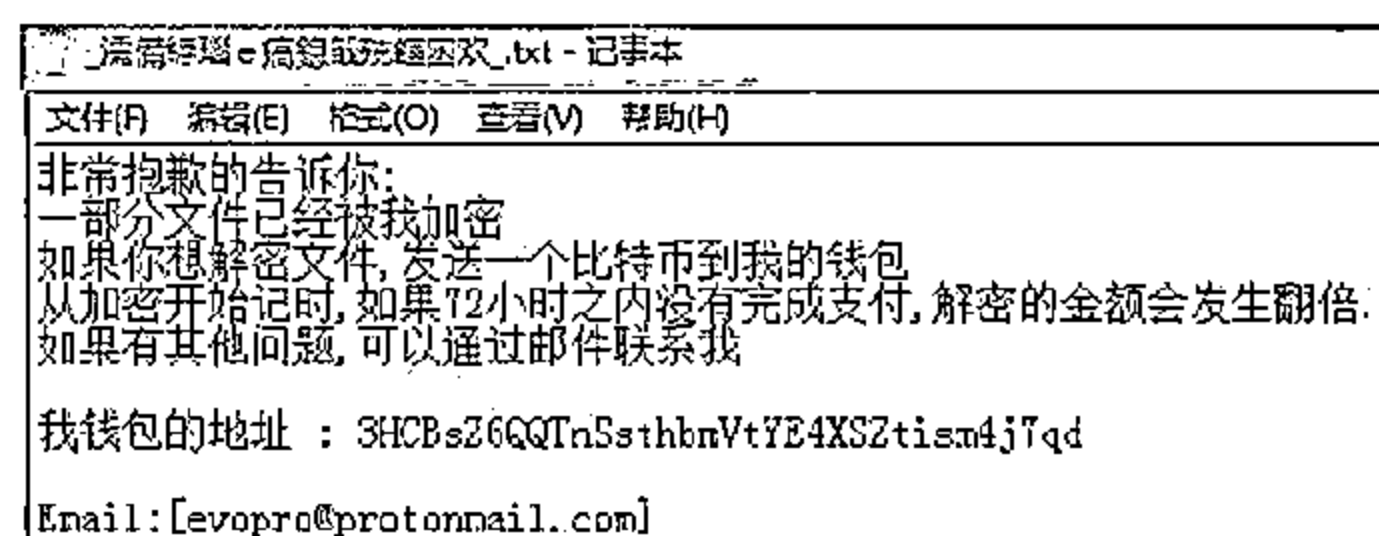 .txt - 记事本
文件(F) 编辑(E) 格式(O) 查看(V) 帮助(H)
非常抱歉的告诉你:
一部分文件已经被我加密
如果你想解密文件,发送一个比特币到我的钱包
从加密开始记时,如果72小时之内没有完成支付,解密的金额会发生翻倍.
如果有其他问题,可以通过邮件联系我
我钱包的地址 : 3HCBsZ6QQTnSsthbmVtYE4XSZtism4j7qd
Email:[evopro@protonmail.com]